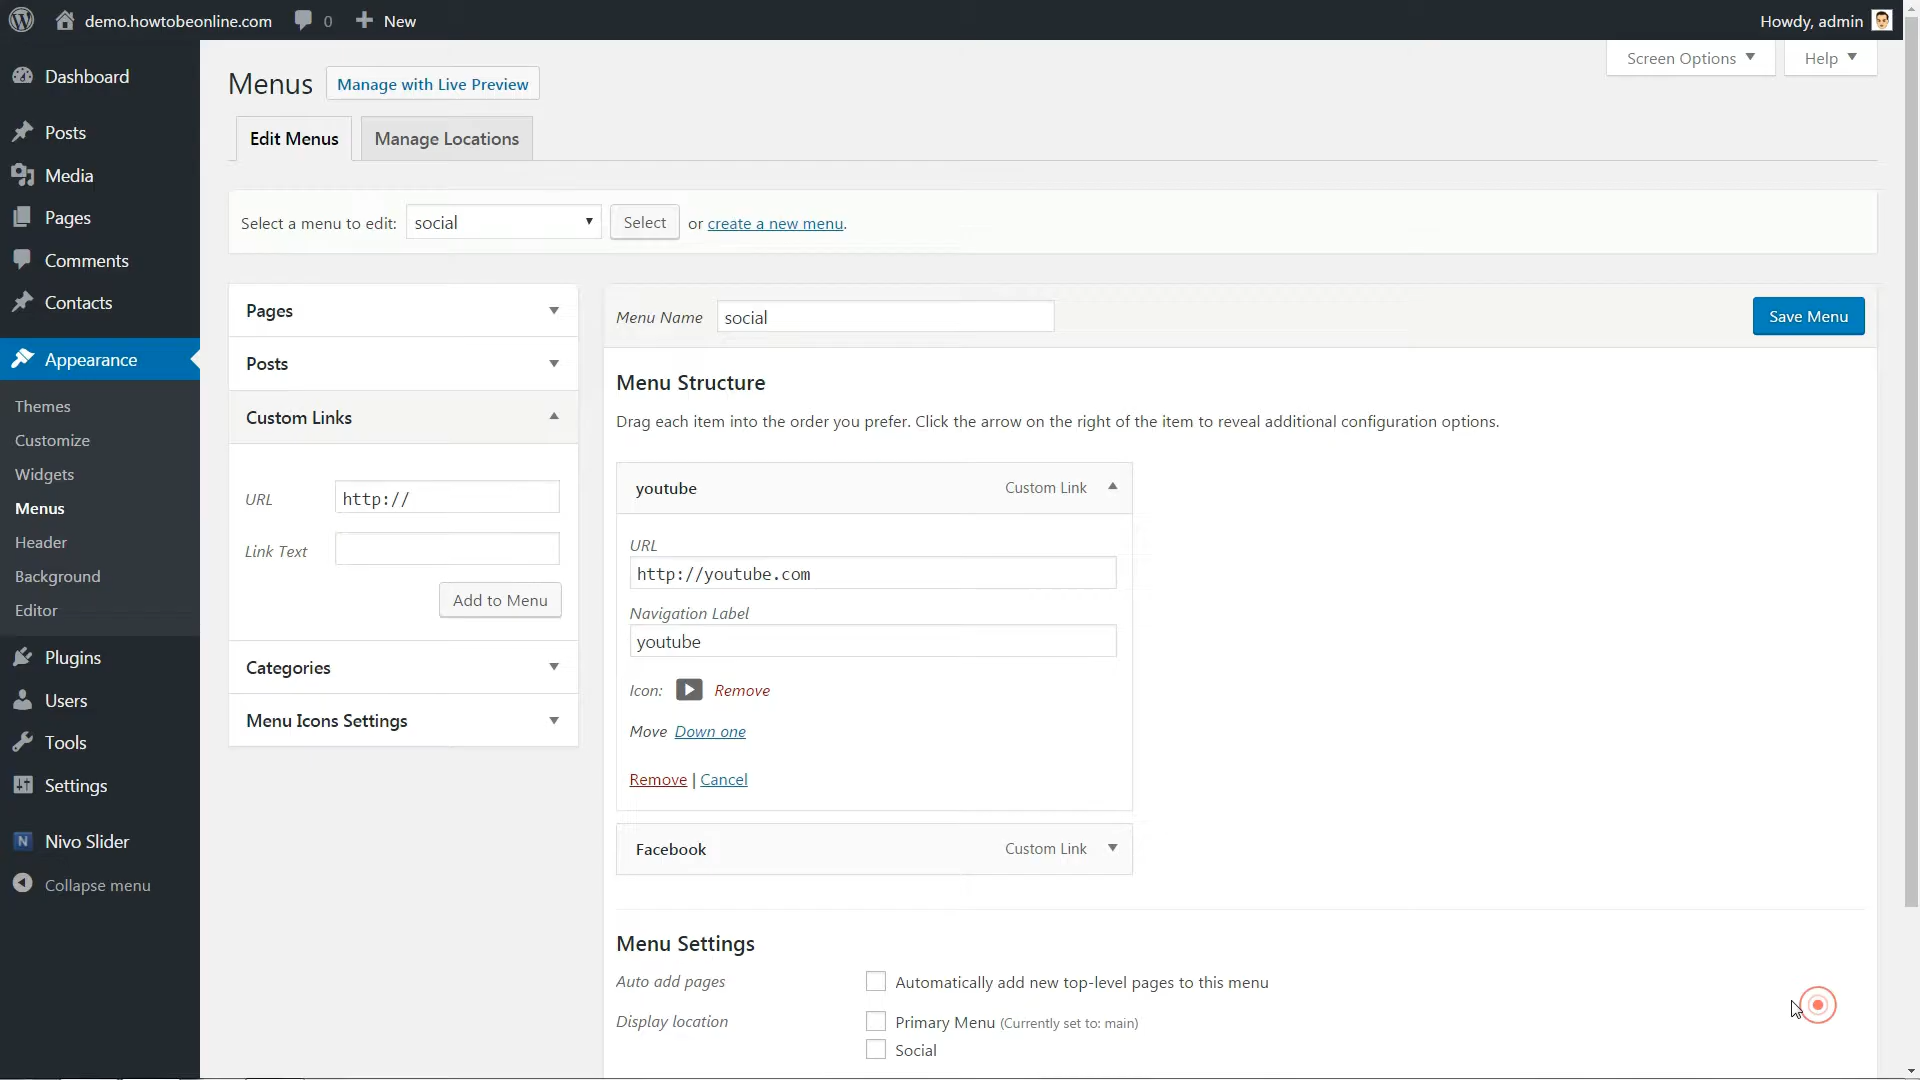 demo.howtobeonline.com 0 New Howdy, admin
Screen Options Help
Dashboard
Posts
Media
Pages
Comments
Contacts
Appearance
Themes
Customize
Widgets
Menus
Header
Background
Editor
Plugins
Users
Tools
Settings
N Nivo Slider
Collapse menu
Menus Manage with Live Preview
Edit Menus Manage Locations
Select a menu to edit: social Select or create a new menu.
Pages
Posts
Custom Links
URL http://
Link Text
Add to Menu
Categories
Menu Icons Settings
Menu Name social Save Menu
Menu Structure
Drag each item into the order you prefer. Click the arrow on the right of the item to reveal additional configuration options.
youtube Custom Link
URL
http://youtube.com
Navigation Label
youtube
Icon: Remove
Move Down one
Remove | Cancel
Facebook Custom Link
Menu Settings
Auto add pages Automatically add new top-level pages to this menu
Display location Primary Menu (Currently set to: main)
Social